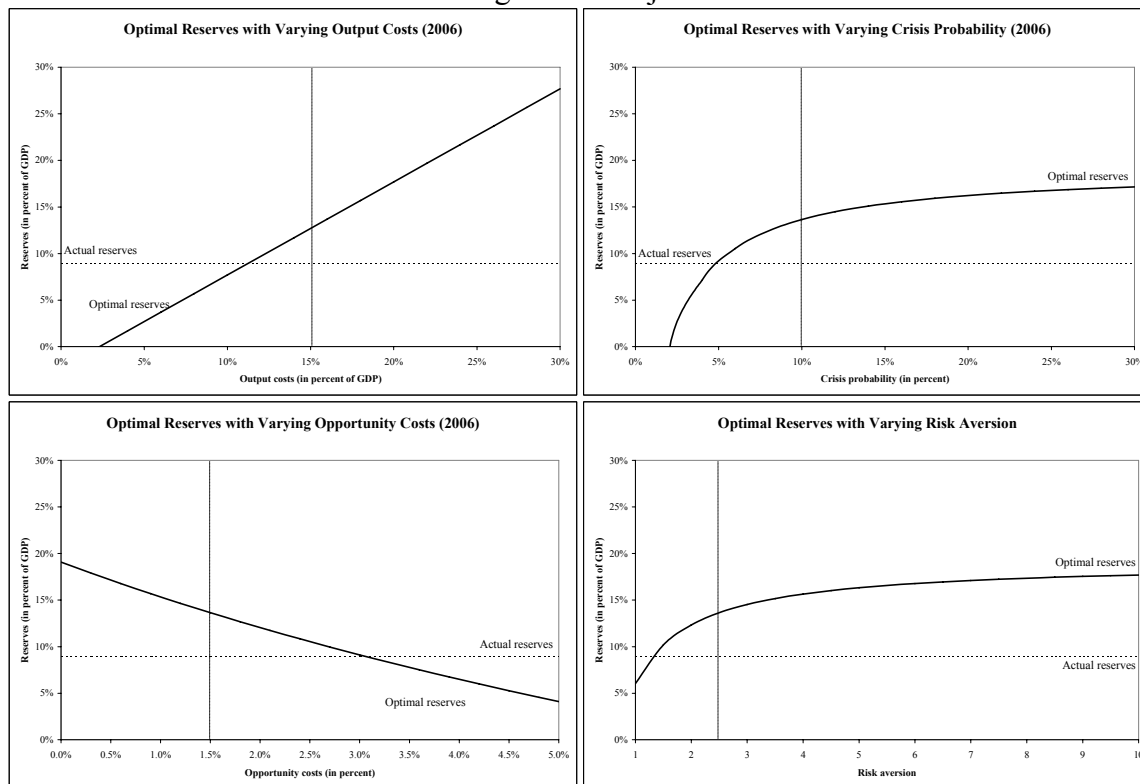 Optimal Reserves with Varying Output Costs (2006)
30%
25%
20%
15%
10%
5%
0%
Reserves (in percent of GDP)
Actual reserves
Optimal reserves
0% 5% 10% 15% 20% 25% 30%
Output costs (in percent of GDP)
Optimal Reserves with Varying Crisis Probability (2006)
30%
25%
20%
15%
10%
5%
0%
Reserves (in percent of GDP)
Optimal reserves
Actual reserves
0% 5% 10% 15% 20% 25% 30%
Crisis probability (in percent)
Optimal Reserves with Varying Opportunity Costs (2006)
30%
25%
20%
15%
10%
5%
0%
Reserves (in percent of GDP)
Actual reserves
Optimal reserves
0.0% 0.5% 1.0% 1.5% 2.0% 2.5% 3.0% 3.5% 4.0% 4.5% 5.0%
Opportunity costs (in percent)
Optimal Reserves with Varying Risk Aversion
30%
25%
20%
15%
10%
5%
0%
Reserves (in percent of GDP)
Optimal reserves
Actual reserves
1 2 3 4 5 6 7 8 9 10
Risk aversion